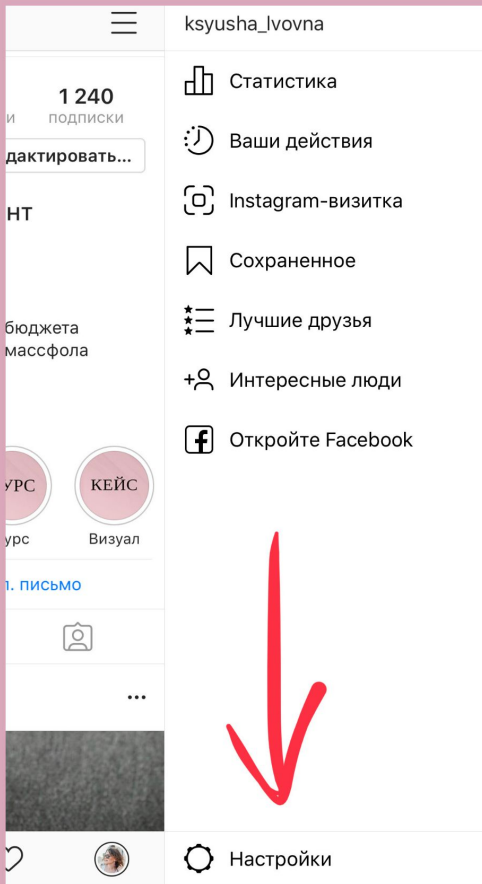 ksyusha_lvovna
Статистика
Ваши действия
Instagram-визитка
Сохраненное
Лучшие друзья
Интересные люди
Откройте Facebook
Настройки
1 240
и подписки
дактировать...
НТ
бюджета
массфола
УРС КЕЙС
урс Визуал
л. письмо